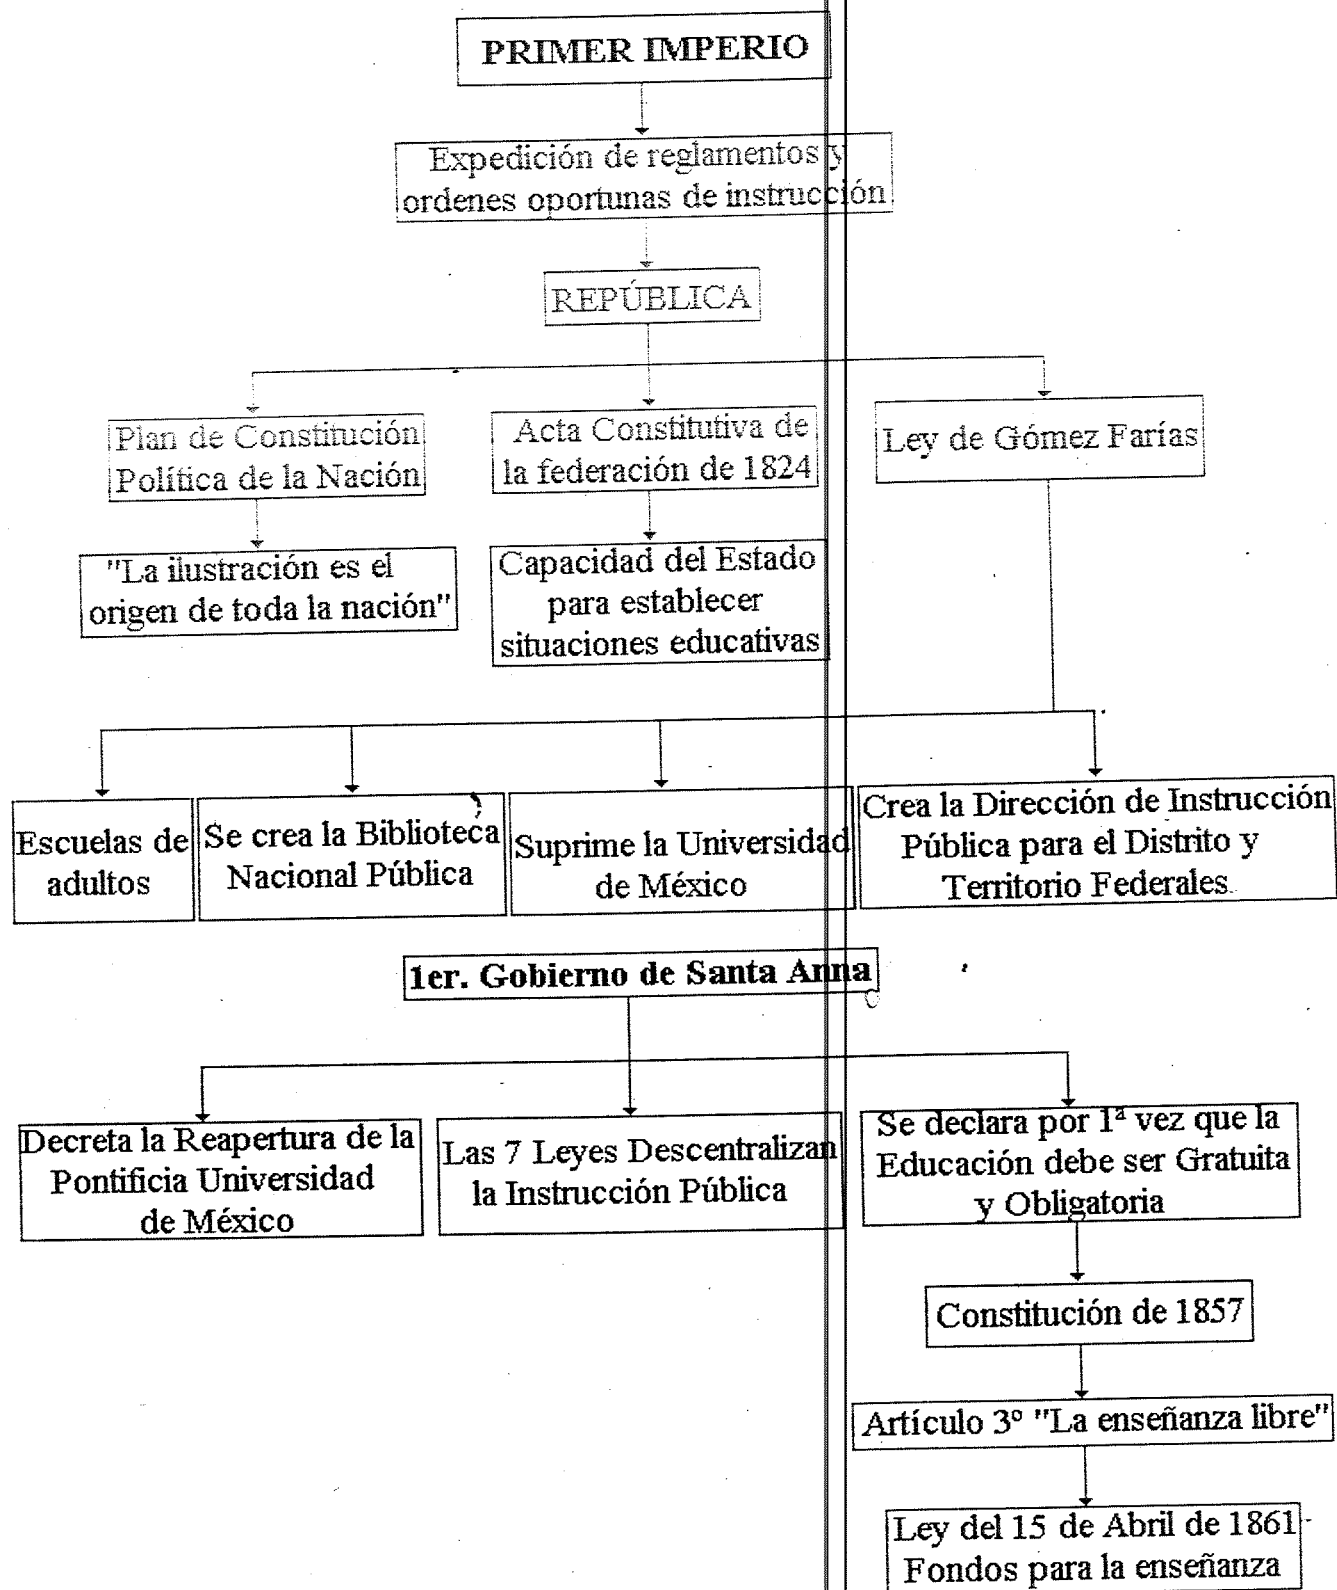 PRIMER IMPERIO
Expedición de reglamentos y
ordenes oportunas de instrucción
REPÚBLICA
Plan de Constitución
Política de la Nación
Acta Constitutiva de
la federación de 1824
Ley de Gómez Farías
"La ilustración es el
origen de toda la nación"
Capacidad del Estado
para establecer
situaciones educativas
Escuelas de
adultos
Se crea la Biblioteca
Nacional Pública
Suprime la Universidad
de México
Crea la Dirección de Instrucción
Pública para el Distrito y
Territorio Federales.
1er. Gobierno de Santa Anna
Decreta la Reapertura de la
Pontificia Universidad
de México
Las 7 Leyes Descentralizan
la Instrucción Pública
Se declara por 1ª vez que la
Educación debe ser Gratuita
y Obligatoria
Constitución de 1857
Artículo 3º "La enseñanza libre"
Ley del 15 de Abril de 1861
Fondos para la enseñanza